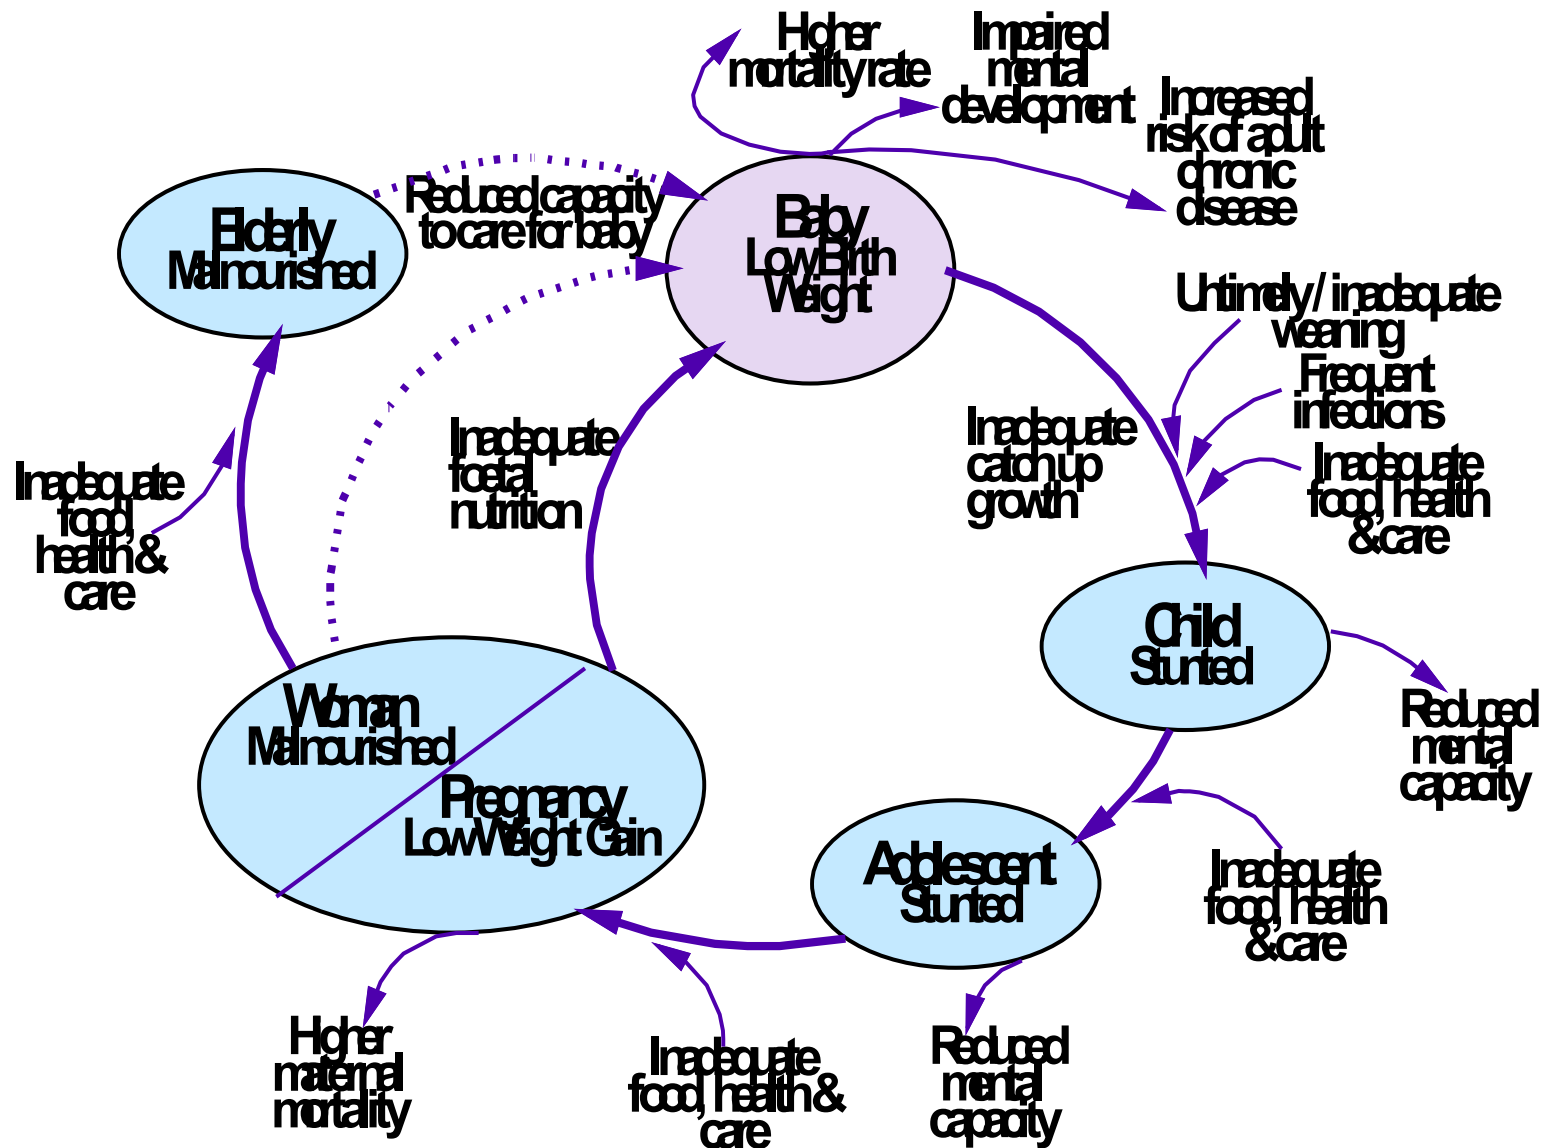 Higher
mortality rate
Impaired
mental
development
Increased
risk of adult
chronic
disease
Elderly
Malnourished
Reduced capacity
to care for baby
Baby
Low Birth
Weight
Untimely / inadequate
weaning
Frequent
infections
Inadequate
food, health
& care
Inadequate
catch up
growth
Inadequate
foetal
nutrition
Inadequate
food,
health &
care
Child
Stunted
Reduced
mental
capacity
Woman
Malnourished
Pregnancy
Low Weight Gain
Adolescent
Stunted
Inadequate
food, health
& care
Higher
maternal
mortality
Inadequate
food, health &
care
Reduced
mental
capacity